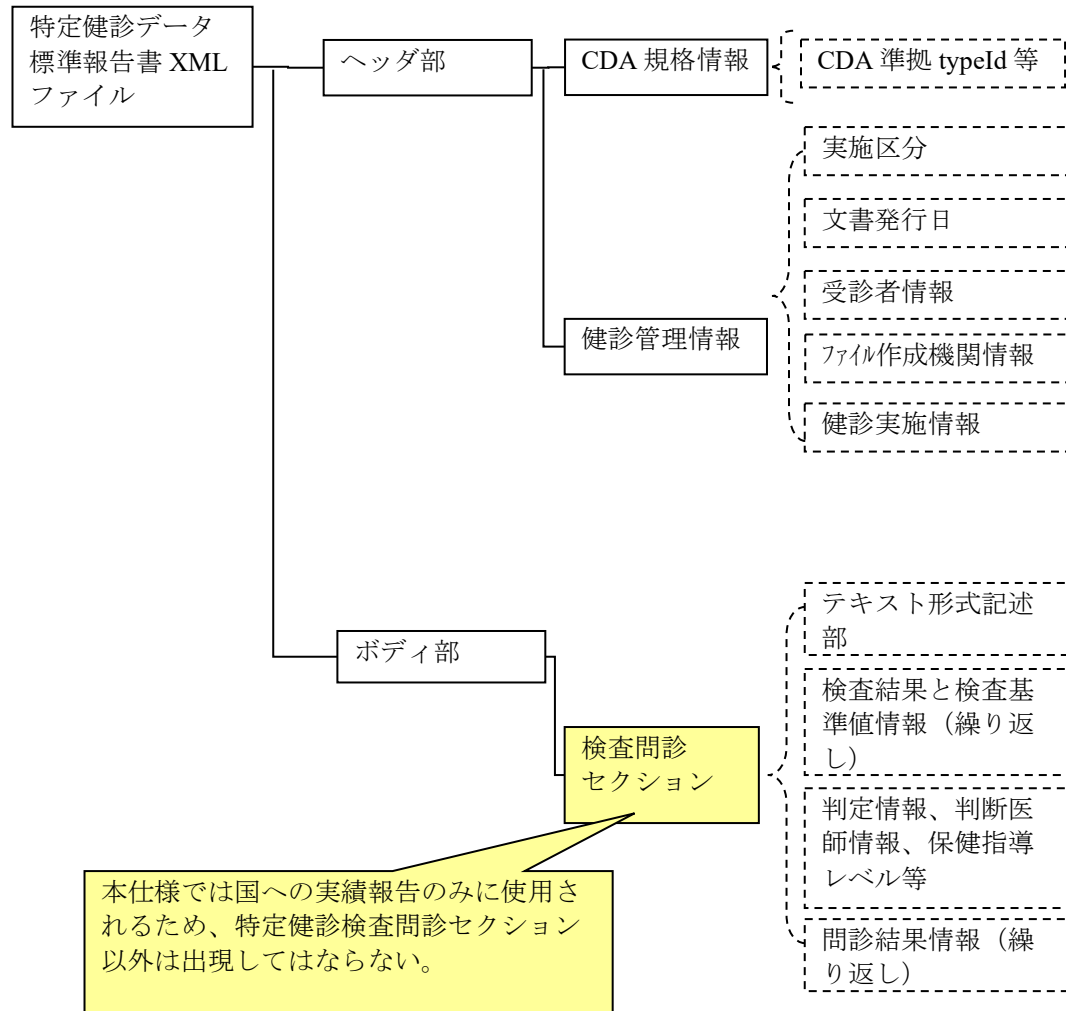 特定健診データ
標準報告書 XML
ファイル
ヘッダ部
CDA 規格情報
CDA 準拠 typeId 等
健診管理情報
実施区分
文書発行日
受診者情報
ﾌｧｲﾙ作成機関情報
健診実施情報
ボディ部
検査問診
セクション
テキスト形式記述
部
検査結果と検査基
準値情報（繰り返
し）
判定情報、判断医
師情報、保健指導
レベル等
問診結果情報（繰
り返し）
本仕様では国への実績報告のみに使用さ
れるため、特定健診検査問診セクション
以外は出現してはならない。